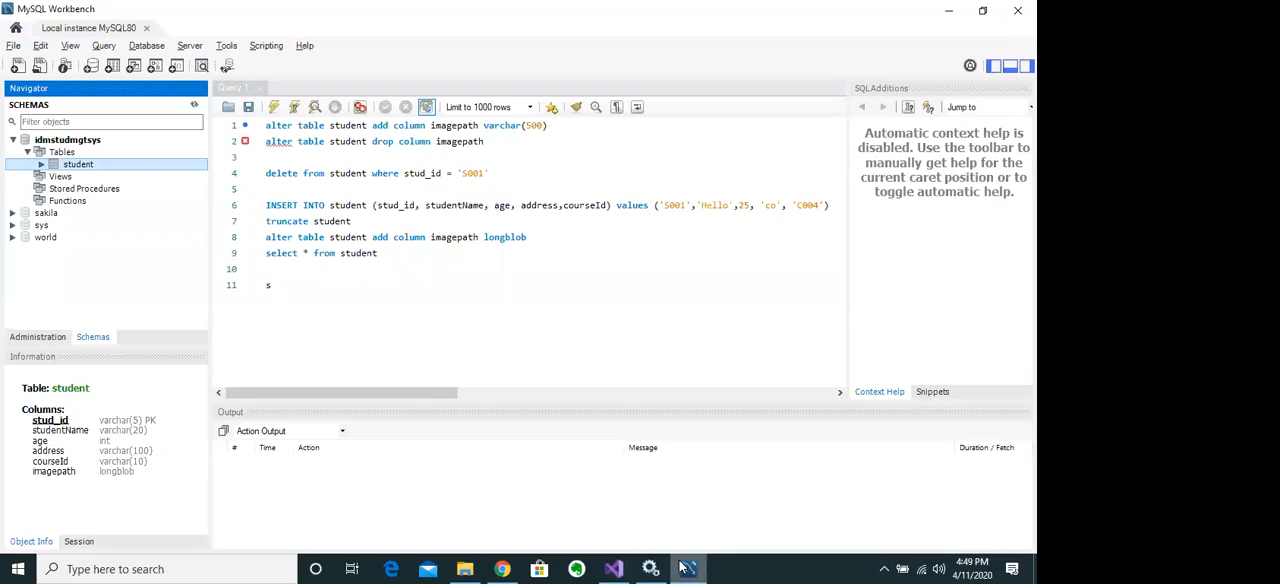 MySQL Workbench
Local instance MySQL80
File Edit View Query Database Server Tools Scripting Help
Navigator
SCHEMAS
Filter objects
idmstudmgtsys
Tables
student
Views
Stored Procedures
Functions
sakila
sys
world
Administration Schemas
Information
Table: student
Columns:
stud_id varchar(5) PK
studentName varchar(20)
age int
address varchar(100)
courseId varchar(10)
imagepath longblob
Object Info Session
Query 1
Limit to 1000 rows
1 alter table student add column imagepath varchar(500)
2 alter table student drop column imagepath
3
4 delete from student where stud_id = 'S001'
5
6 INSERT INTO student (stud_id, studentName, age, address,courseId) values ('S001','Hello',25, 'co', 'C004')
7 truncate student
8 alter table student add column imagepath longblob
9 select * from student
10
11 s
Output
Action Output
# Time Action Message Duration / Fetch
SQLAdditions
Jump to
Automatic context help is
disabled. Use the toolbar to
manually get help for the
current caret position or to
toggle automatic help.
Context Help Snippets
Type here to search
4:49 PM
4/11/2020